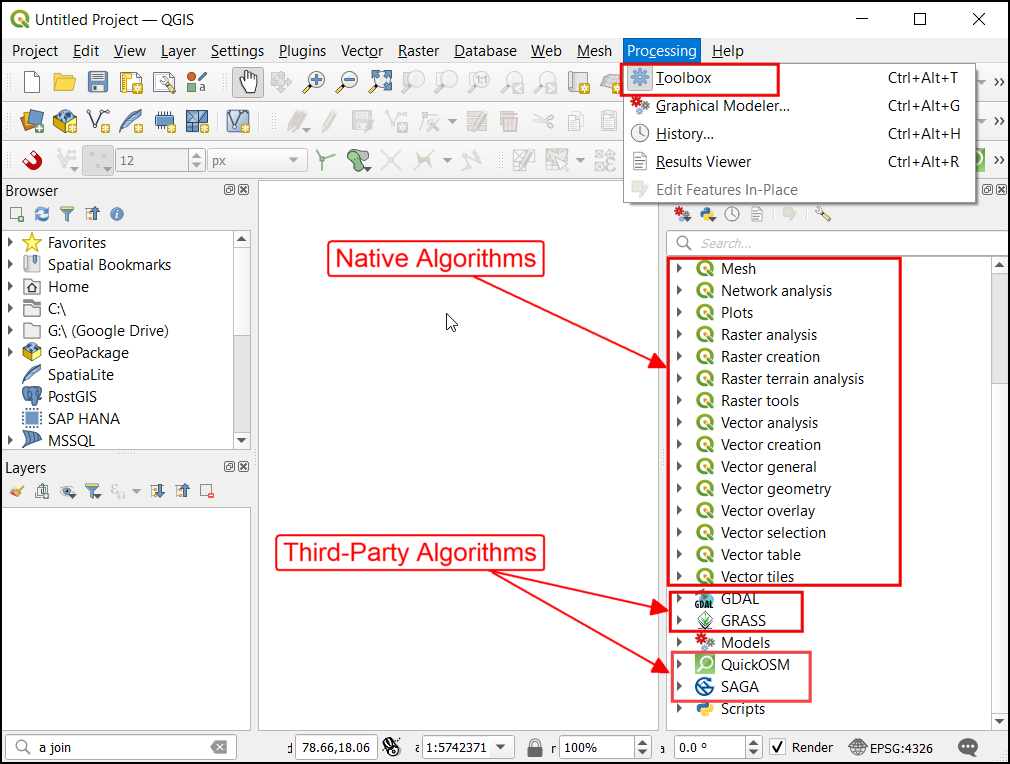 Untitled Project — QGIS
Project Edit View Layer Settings Plugins Vector Raster Database Web Mesh Processing Help
Toolbox Ctrl+Alt+T
Graphical Modeler... Ctrl+Alt+G
History... Ctrl+Alt+H
Results Viewer Ctrl+Alt+R
Edit Features In-Place
12 px
Browser
Favorites
Spatial Bookmarks
Home
C:\
G:\ (Google Drive)
GeoPackage
SpatiaLite
PostGIS
SAP HANA
MSSQL
Layers
Native Algorithms
Third-Party Algorithms
Search...
Mesh
Network analysis
Plots
Raster analysis
Raster creation
Raster terrain analysis
Raster tools
Vector analysis
Vector creation
Vector general
Vector geometry
Vector overlay
Vector selection
Vector table
Vector tiles
GDAL GDAL
GRASS
Models
QuickOSM
SAGA
Scripts
a join 78.66,18.06 1:5742371 100% 0.0 ° Render EPSG:4326